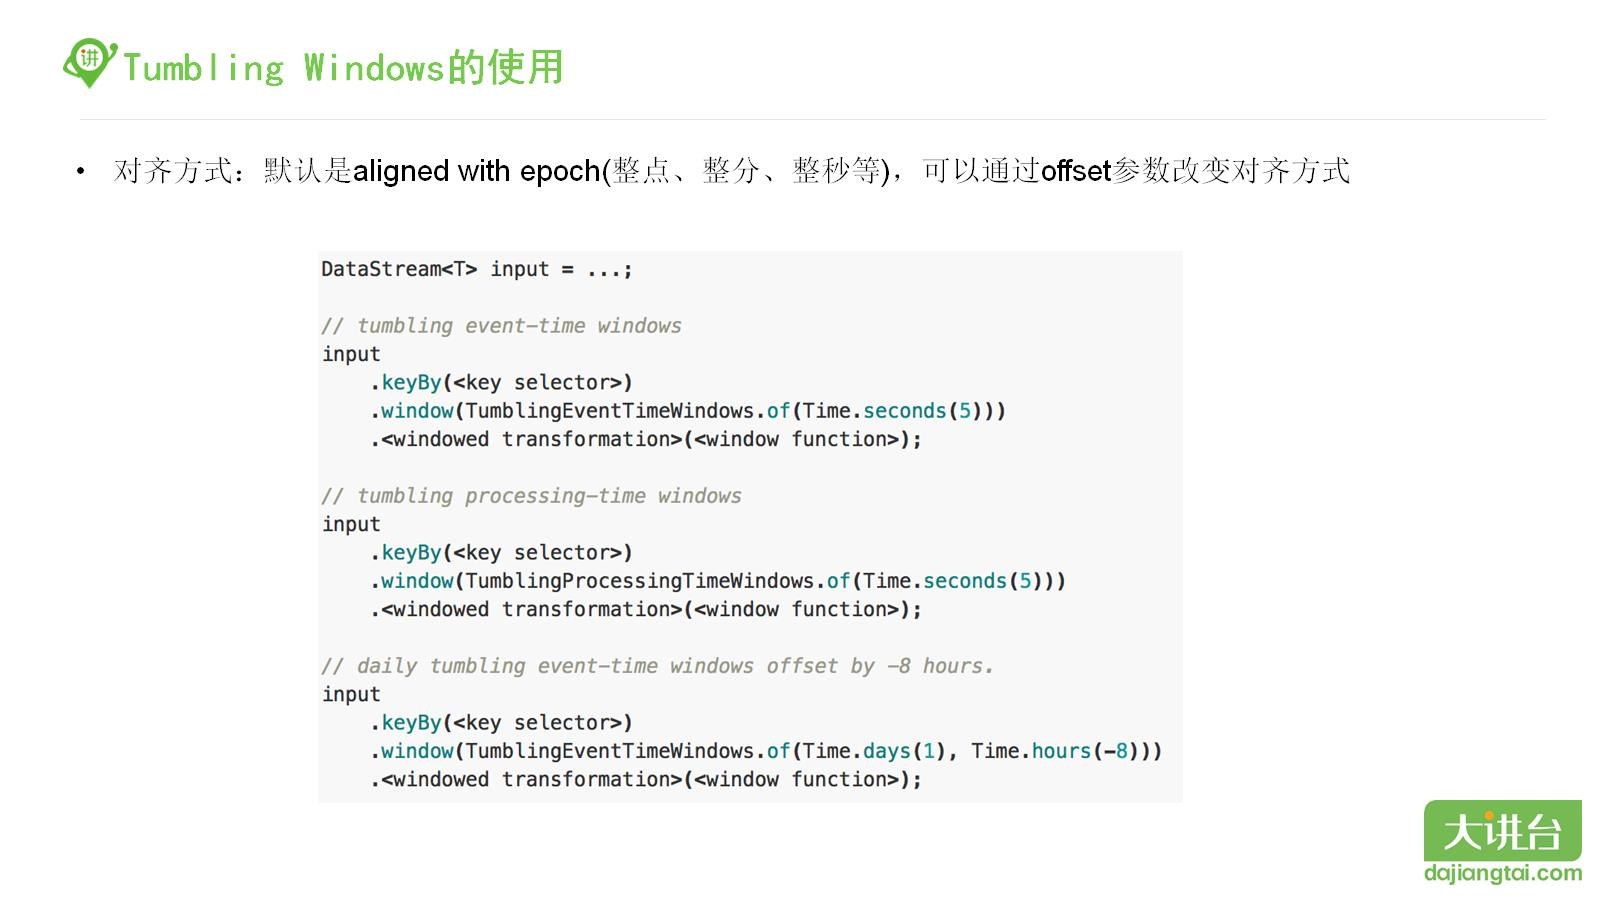 讲
Tumbling Windows的使用
• 对齐方式：默认是aligned with epoch(整点、整分、整秒等)，可以通过offset参数改变对齐方式
DataStream<T> input = ...;
// tumbling event-time windows
input
    .keyBy(<key selector>)
    .window(TumblingEventTimeWindows.of(Time.seconds(5)))
    .<windowed transformation>(<window function>);
// tumbling processing-time windows
input
    .keyBy(<key selector>)
    .window(TumblingProcessingTimeWindows.of(Time.seconds(5)))
    .<windowed transformation>(<window function>);
// daily tumbling event-time windows offset by -8 hours.
input
    .keyBy(<key selector>)
    .window(TumblingEventTimeWindows.of(Time.days(1), Time.hours(-8)))
    .<windowed transformation>(<window function>);
大讲台
dajiangtai.com